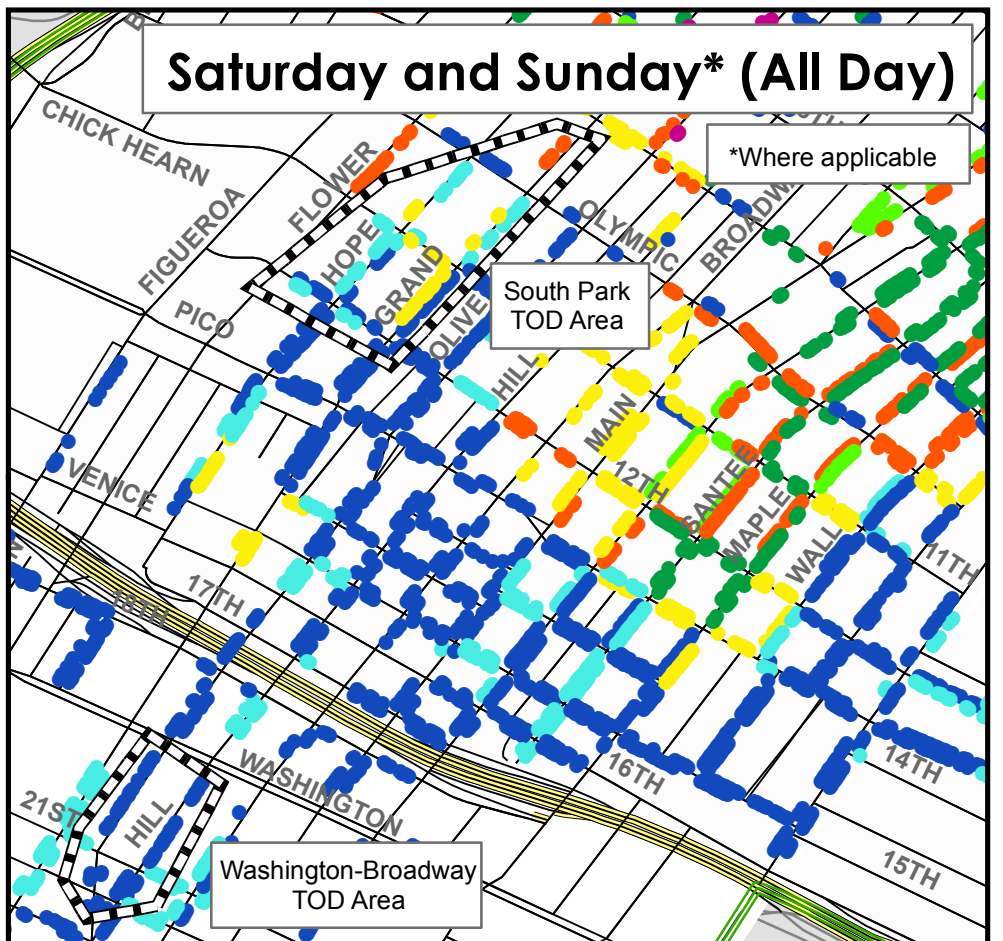 Saturday and Sunday* (All Day)
*Where applicable
CHICK HEARN
FLOWER
FIGUEROA
HOPE
GRAND
OLYMPIC
BROADWA
South Park
TOD Area
PICO
OLIVE
HILL
MAIN
12TH
SANTEE
MAPLE
WALL
11TH
VENICE
17TH
18TH
WASHINGTON
16TH
14TH
15TH
21ST
HILL
Washington-Broadway
TOD Area